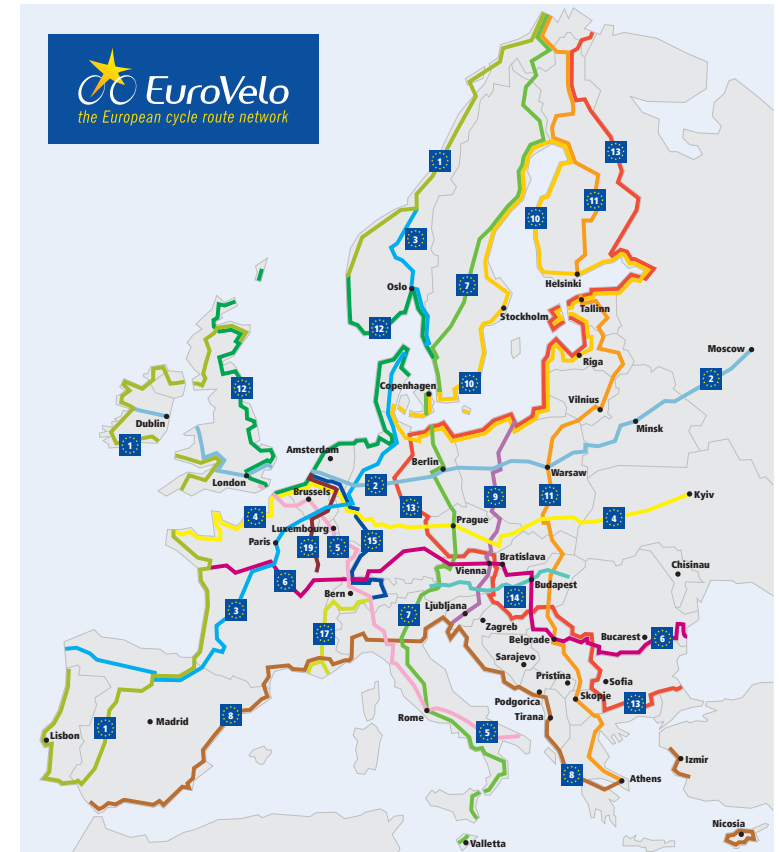 EuroVelo
the European cycle route network
13
1
11
10
3
Oslo
Helsinki
7
Tallinn
Stockholm
12
Moscow
Riga
2
Copenhagen
10
12
Vilnius
Dublin
Minsk
1
Amsterdam
Berlin
Warsaw
London
2
Brussels
9
11
Kyiv
13
4
4
Prague
Luxembourg
Paris
19
5
15
Bratislava
Chisinau
Vienna
6
Budapest
Bern
14
3
Ljubljana
7
Zagreb
17
Belgrade
Bucarest
6
Sarajevo
Pristina
Sofia
Skopje
Podgorica
13
Rome
Tirana
8
Madrid
1
Lisbon
5
Izmir
8
Athens
Nicosia
Valletta